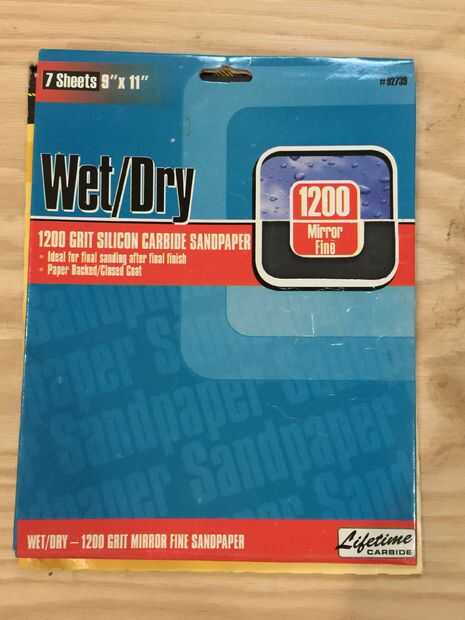 7 Sheets 9" x 11"
#92739
Wet/Dry
1200
Mirror
Fine
1200 GRIT SILICON CARBIDE SANDPAPER
• Ideal for final sanding after final finish
• Paper Backed/Closed Coat
Sandpaper
Sandpaper
Sandpaper
WET/DRY – 1200 GRIT MIRROR FINE SANDPAPER
Lifetime
CARBIDE